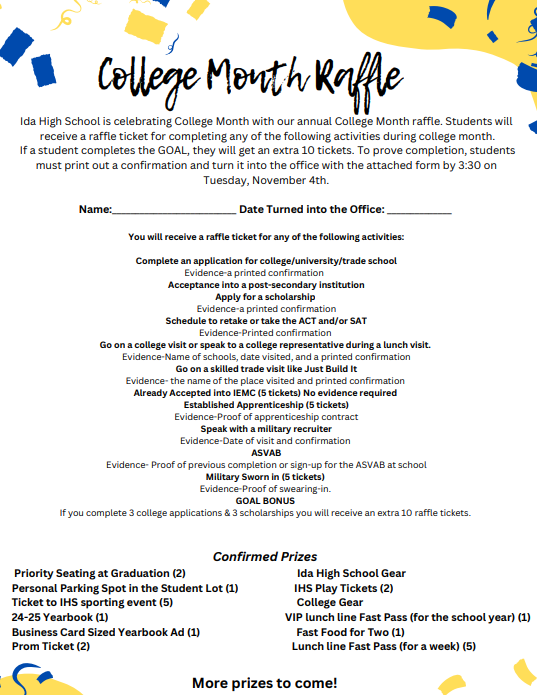 College Month Raffle
Ida High School is celebrating College Month with our annual College Month raffle. Students will
receive a raffle ticket for completing any of the following activities during college month.
If a student completes the GOAL, they will get an extra 10 tickets. To prove completion, students
must print out a confirmation and turn it into the office with the attached form by 3:30 on
Tuesday, November 4th.
Name:______________________ Date Turned into the Office: ___________
You will receive a raffle ticket for any of the following activities:
Complete an application for college/university/trade school
Evidence-a printed confirmation
Acceptance into a post-secondary institution
Apply for a scholarship
Evidence-a printed confirmation
Schedule to retake or take the ACT and/or SAT
Evidence-Printed confirmation
Go on a college visit or speak to a college representative during a lunch visit.
Evidence-Name of schools, date visited, and a printed confirmation
Go on a skilled trade visit like Just Build It
Evidence- the name of the place visited and printed confirmation
Already Accepted into IEMC (5 tickets) No evidence required
Established Apprenticeship (5 tickets)
Evidence-Proof of apprenticeship contract
Speak with a military recruiter
Evidence-Date of visit and confirmation
ASVAB
Evidence- Proof of previous completion or sign-up for the ASVAB at school
Military Sworn in (5 tickets)
Evidence-Proof of swearing-in.
GOAL BONUS
If you complete 3 college applications & 3 scholarships you will receive an extra 10 raffle tickets.
Confirmed Prizes
Priority Seating at Graduation (2)
Personal Parking Spot in the Student Lot (1)
Ticket to IHS sporting event (5)
24-25 Yearbook (1)
Business Card Sized Yearbook Ad (1)
Prom Ticket (2)
Ida High School Gear
IHS Play Tickets (2)
College Gear
VIP lunch line Fast Pass (for the school year) (1)
Fast Food for Two (1)
Lunch line Fast Pass (for a week) (5)
More prizes to come!